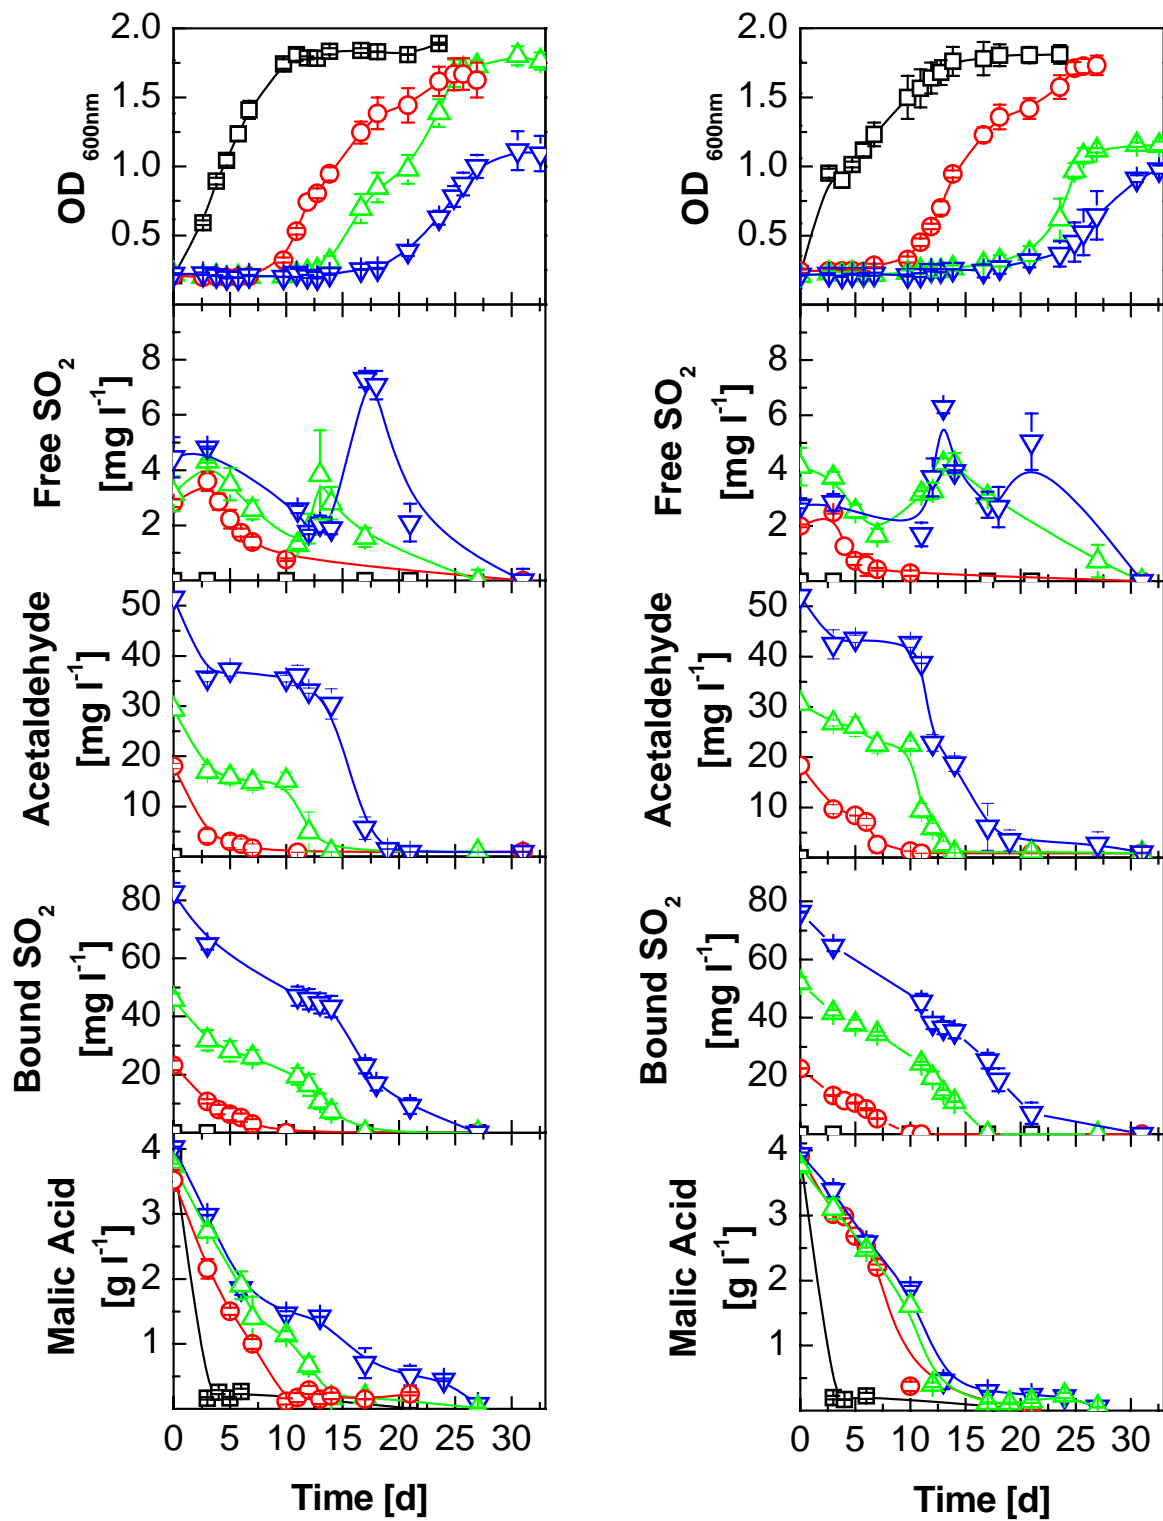 2.0
1.5
1.0
0.5
OD600nm
8
6
4
2
Free SO2
[mg l-1]
50
40
30
20
10
Acetaldehyde
[mg l-1]
80
60
40
20
Bound SO2
[mg l-1]
4
3
2
1
Malic Acid
[g l-1]
0 5 10 15 20 25 30
Time [d]
2.0
1.5
1.0
0.5
OD600nm
8
6
4
2
Free SO2
[mg l-1]
50
40
30
20
10
Acetaldehyde
[mg l-1]
80
60
40
20
Bound SO2
[mg l-1]
4
3
2
1
Malic Acid
[g l-1]
0 5 10 15 20 25 30
Time [d]